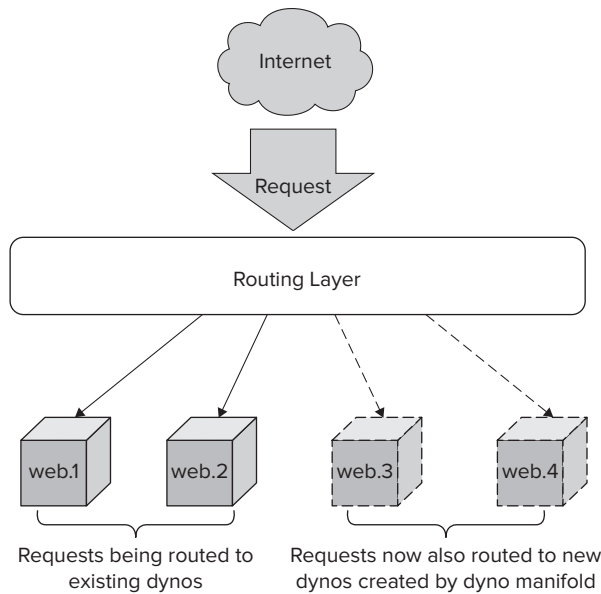 Internet
Request
Routing Layer
web.1
web.2
web.3
web.4
Requests being routed to
existing dynos
Requests now also routed to new
dynos created by dyno manifold